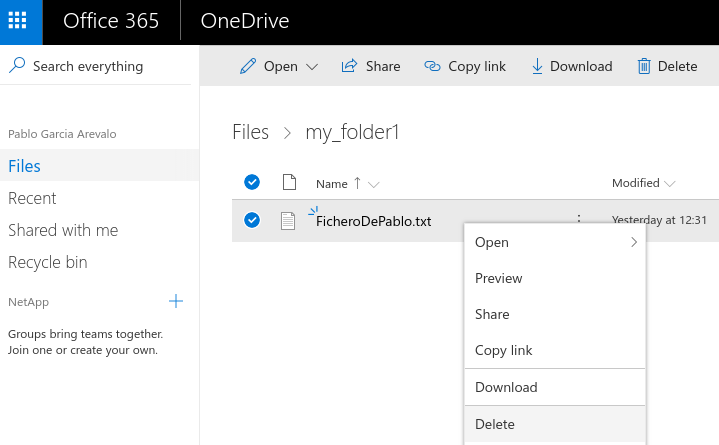 Office 365 OneDrive
Search everything
Open Share Copy link Download Delete
Pablo Garcia Arevalo
Files
Recent
Shared with me
Recycle bin
NetApp
Groups bring teams together.
Join one or create your own.
Files > my_folder1
Name Modified
FicheroDePablo.txt Yesterday at 12:31
Open
Preview
Share
Copy link
Download
Delete